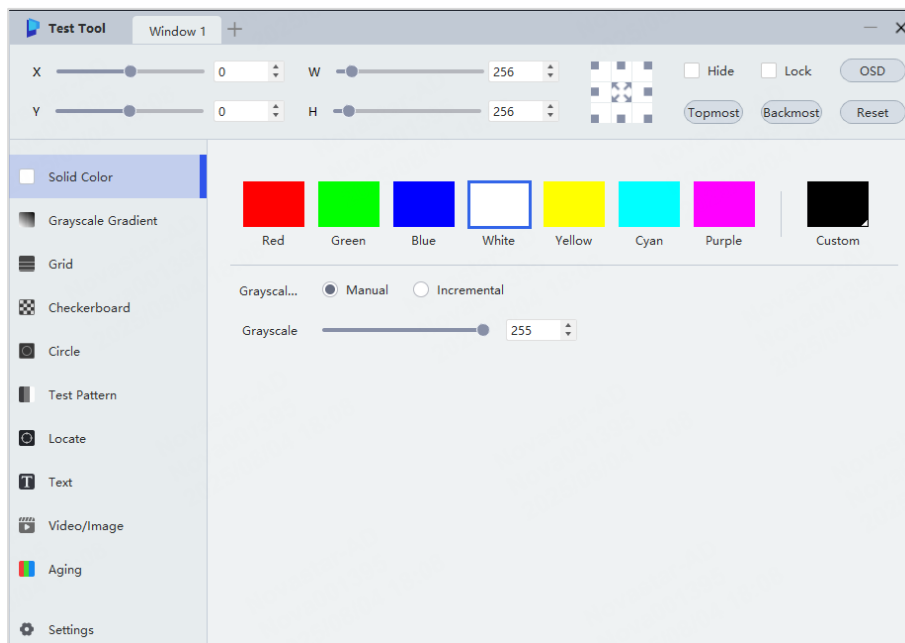 Test Tool Window 1
X 0 W 256 Hide Lock OSD
Y 0 H 256 Topmost Backmost Reset
Solid Color
Grayscale Gradient
Grid
Checkerboard
Circle
Test Pattern
Locate
Text
Video/Image
Aging
Settings
Red Green Blue White Yellow Cyan Purple Custom
Grayscal... Manual Incremental
Grayscale 255